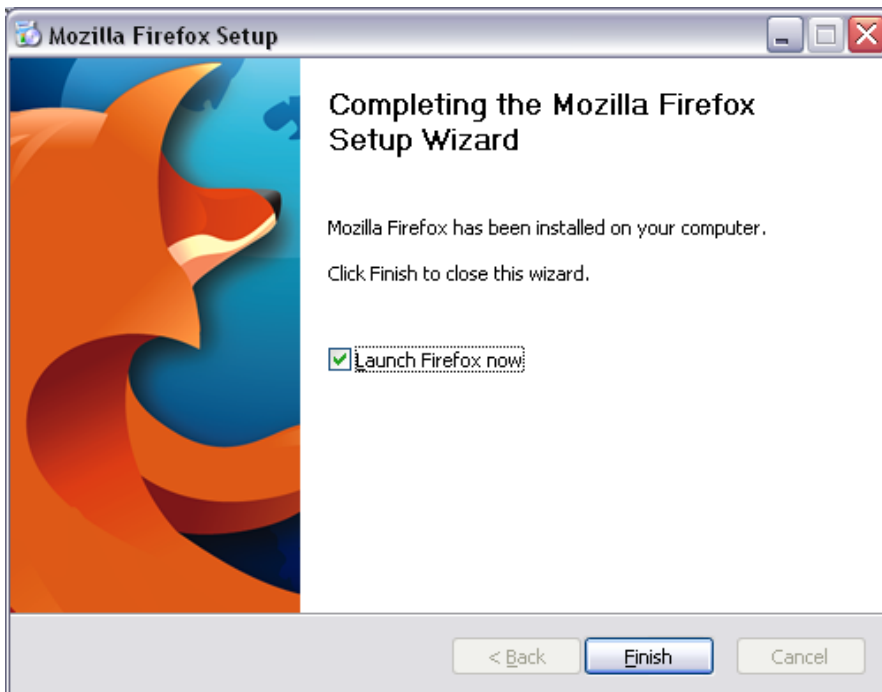 Mozilla Firefox Setup
Completing the Mozilla Firefox
Setup Wizard
Mozilla Firefox has been installed on your computer.
Click Finish to close this wizard.
Launch Firefox now
< Back Finish Cancel